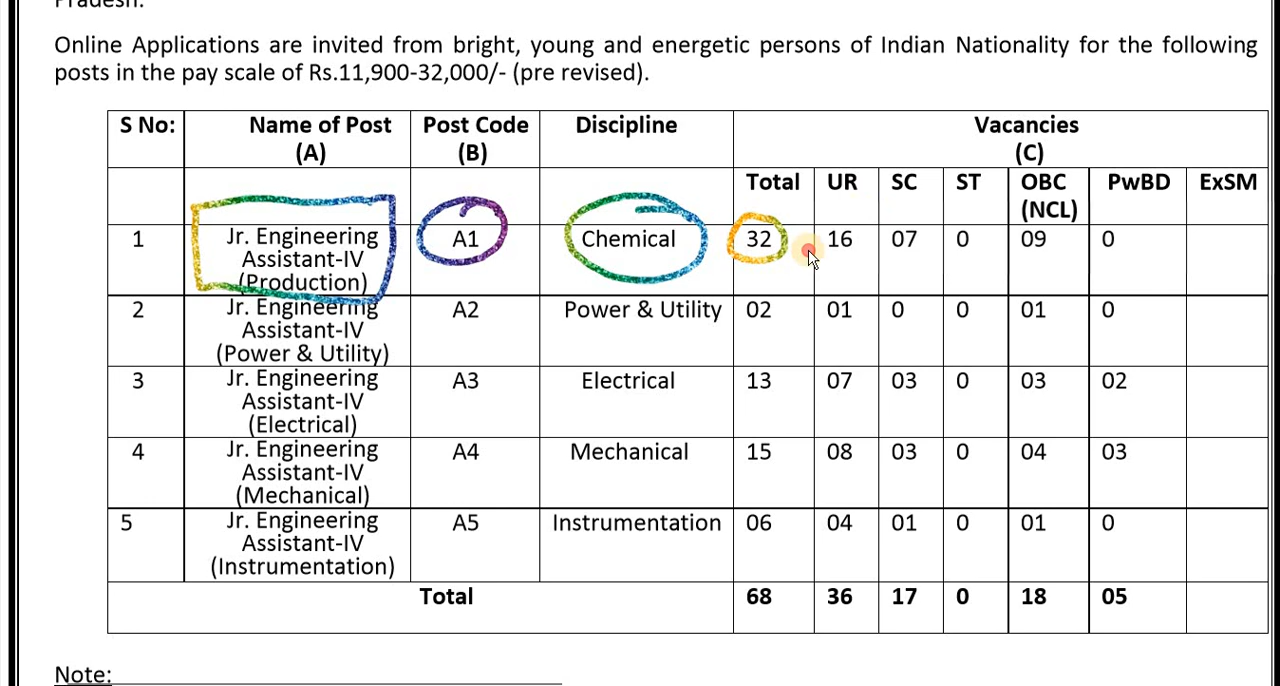 Pradesh.
Online Applications are invited from bright, young and energetic persons of Indian Nationality for the following
posts in the pay scale of Rs.11,900-32,000/- (pre revised).
S No: Name of Post (A) Post Code (B) Discipline Vacancies (C)
Total UR SC ST OBC (NCL) PwBD ExSM
1 Jr. Engineering Assistant-IV (Production) A1 Chemical 32 16 07 0 09 0
2 Jr. Engineering Assistant-IV (Power & Utility) A2 Power & Utility 02 01 0 0 01 0
3 Jr. Engineering Assistant-IV (Electrical) A3 Electrical 13 07 03 0 03 02
4 Jr. Engineering Assistant-IV (Mechanical) A4 Mechanical 15 08 03 0 04 03
5 Jr. Engineering Assistant-IV (Instrumentation) A5 Instrumentation 06 04 01 0 01 0
Total 68 36 17 0 18 05
Note: